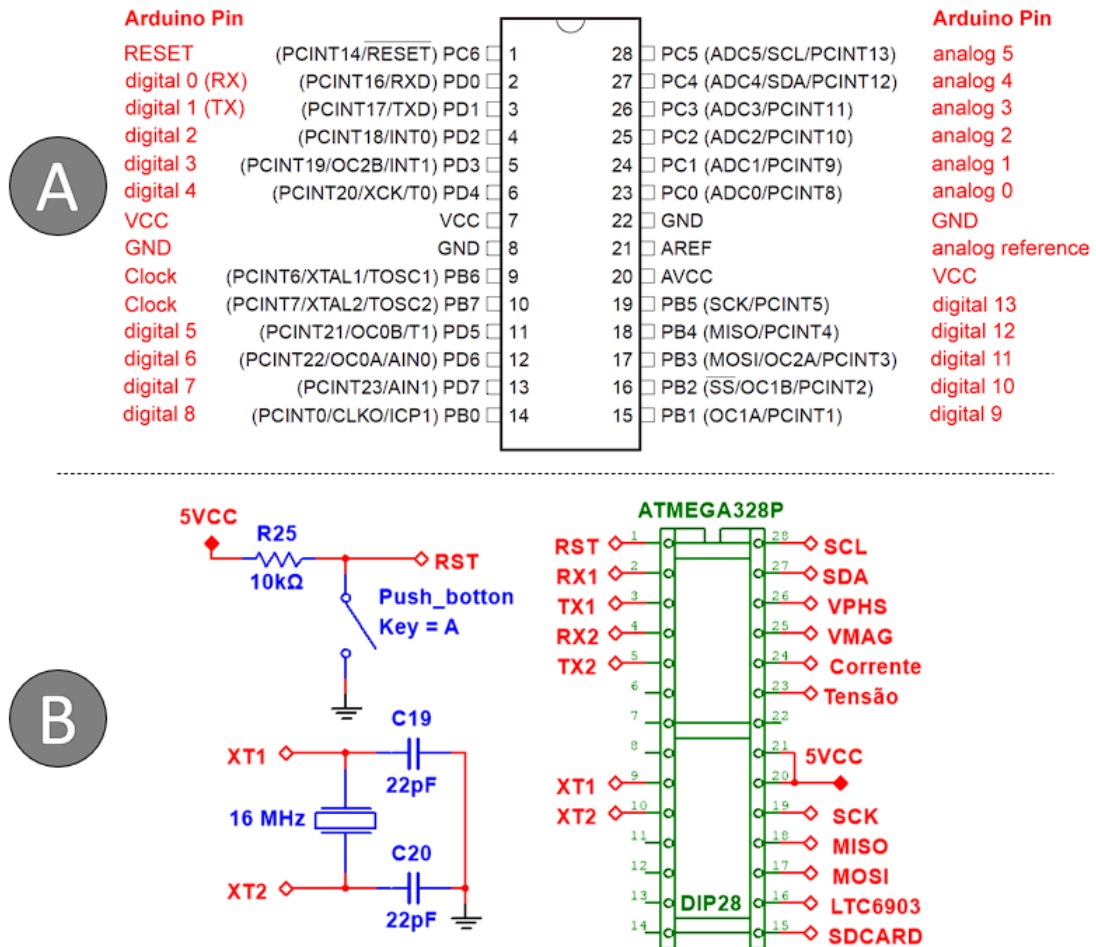 Arduino Pin Arduino Pin
RESET (PCINT14/RESET) PC6 1 28 PC5 (ADC5/SCL/PCINT13) analog 5
digital 0 (RX) (PCINT16/RXD) PD0 2 27 PC4 (ADC4/SDA/PCINT12) analog 4
digital 1 (TX) (PCINT17/TXD) PD1 3 26 PC3 (ADC3/PCINT11) analog 3
digital 2 (PCINT18/INT0) PD2 4 25 PC2 (ADC2/PCINT10) analog 2
digital 3 (PCINT19/OC2B/INT1) PD3 5 24 PC1 (ADC1/PCINT9) analog 1
digital 4 (PCINT20/XCK/T0) PD4 6 23 PC0 (ADC0/PCINT8) analog 0
VCC VCC 7 22 GND GND
GND GND 8 21 AREF analog reference
Clock (PCINT6/XTAL1/TOSC1) PB6 9 20 AVCC VCC
Clock (PCINT7/XTAL2/TOSC2) PB7 10 19 PB5 (SCK/PCINT5) digital 13
digital 5 (PCINT21/OC0B/T1) PD5 11 18 PB4 (MISO/PCINT4) digital 12
digital 6 (PCINT22/OC0A/AIN0) PD6 12 17 PB3 (MOSI/OC2A/PCINT3) digital 11
digital 7 (PCINT23/AIN1) PD7 13 16 PB2 (SS/OC1B/PCINT2) digital 10
digital 8 (PCINT0/CLKO/ICP1) PB0 14 15 PB1 (OC1A/PCINT1) digital 9
A
B
5VCC
R25
10kΩ
RST
Push_botton
Key = A
C19
XT1
22pF
16 MHz
C20
XT2
22pF
ATMEGA328P
RST 1 28 SCL
RX1 2 27 SDA
TX1 3 26 VPHS
RX2 4 25 VMAG
TX2 5 24 Corrente
6 23 Tensão
7 22
8 21 5VCC
XT1 9 20
XT2 10 19 SCK
11 18 MISO
12 17 MOSI
13 DIP28 16 LTC6903
14 15 SDCARD